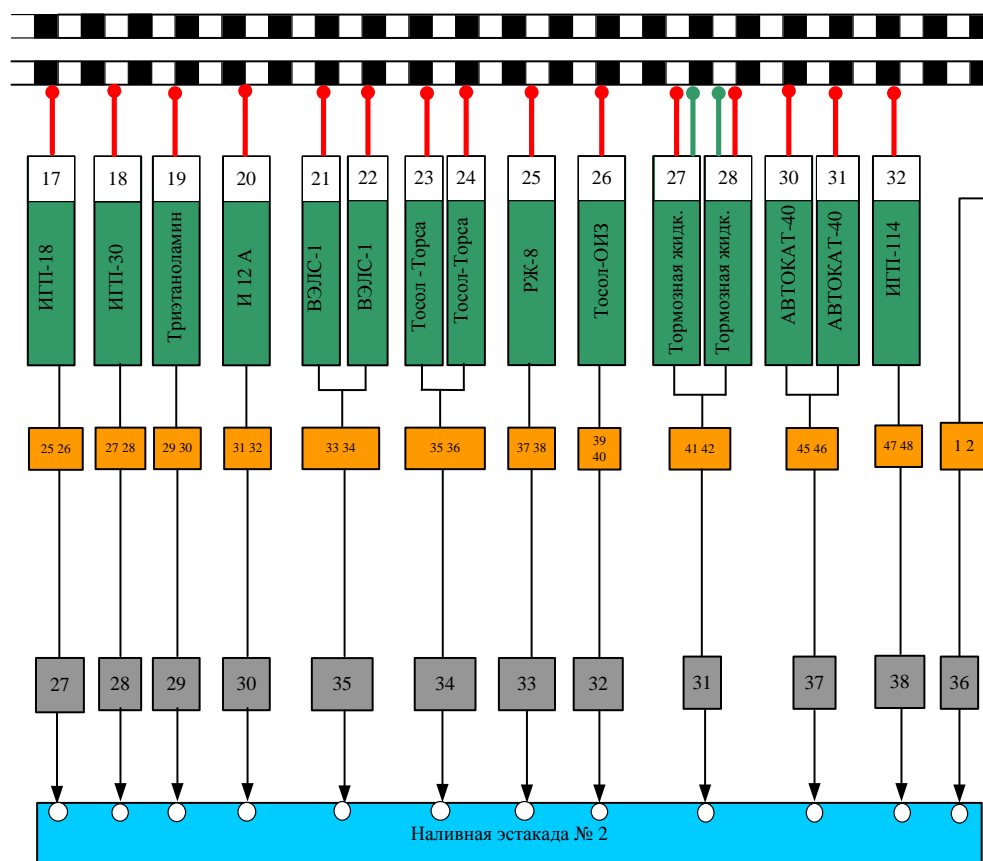 17 18 19 20 21 22 23 24 25 26 27 28 30 31 32
ИГП-18
ИГП-30
Триэтаноламин
И 12 А
ВЭЛС-1
ВЭЛС-1
Тосол -Торса
Тосол-Торса
РЖ-8
Тосол-ОИЗ
Тормозная жидк.
Тормозная жидк.
АВТОКАТ-40
АВТОКАТ-40
ИГП-114
25 26 27 28 29 30 31 32 33 34 35 36 37 38 39 40 41 42 45 46 47 48 1 2
27 28 29 30 35 34 33 32 31 37 38 36
Наливная эстакада № 2